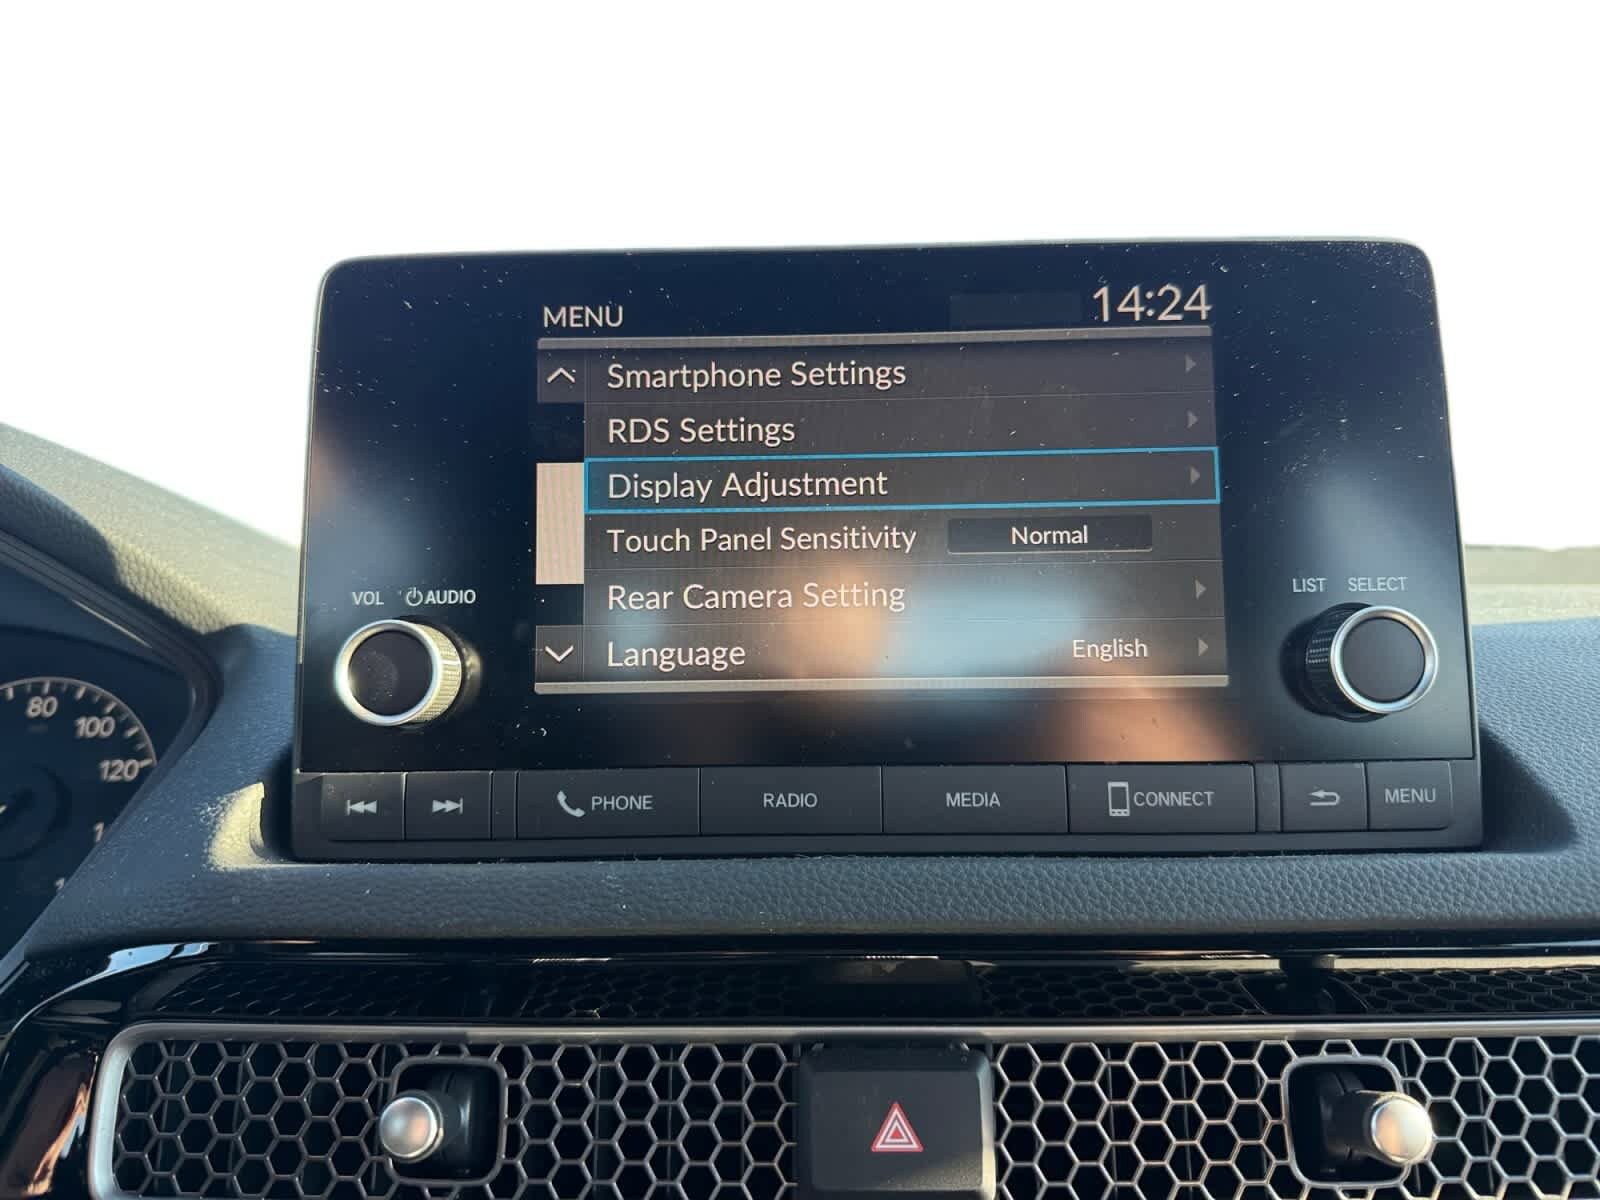 MENU 14:24
Smartphone Settings
RDS Settings
Display Adjustment
Touch Panel Sensitivity Normal
Rear Camera Setting
Language English
VOL AUDIO
LIST SELECT
PHONE RADIO MEDIA CONNECT MENU
80
100
120